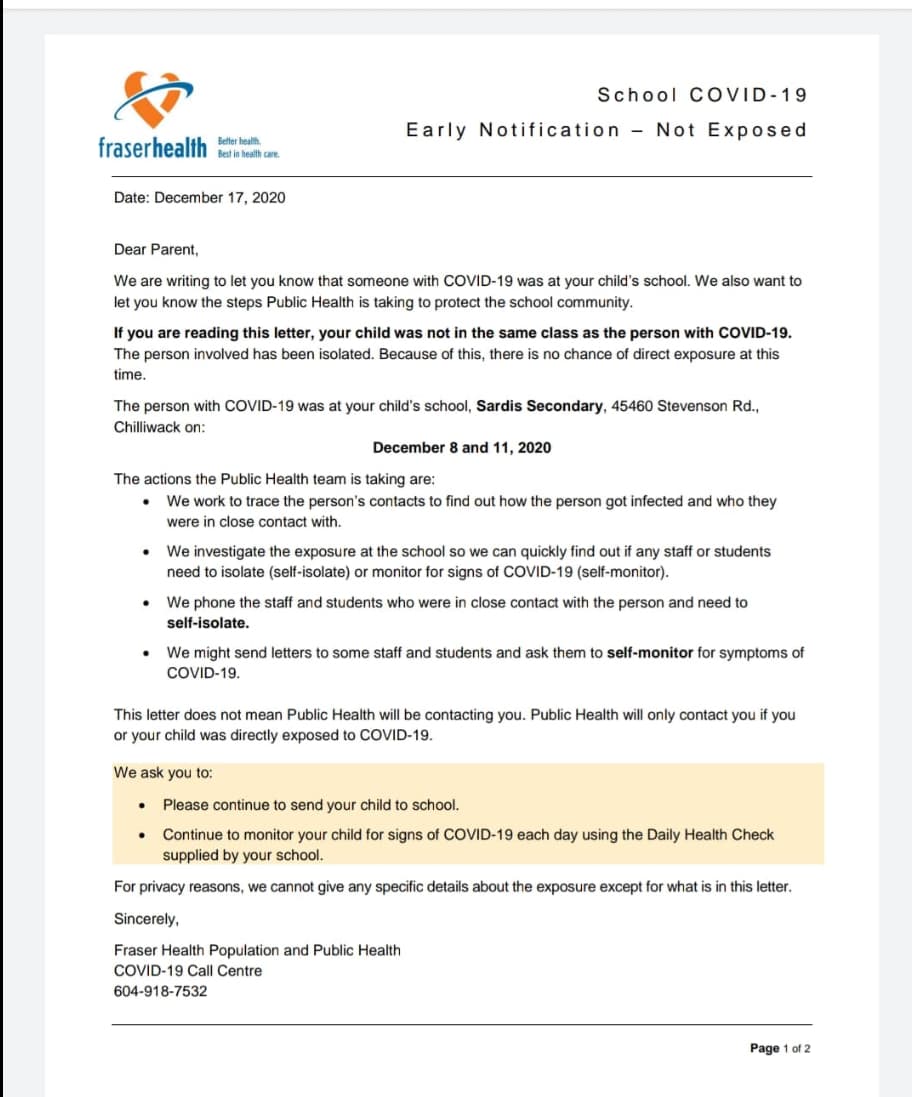 School COVID-19
Early Notification – Not Exposed
fraserhealth
Better health.
Best in health care.
Date: December 17, 2020
Dear Parent,
We are writing to let you know that someone with COVID-19 was at your child's school. We also want to
let you know the steps Public Health is taking to protect the school community.
If you are reading this letter, your child was not in the same class as the person with COVID-19.
The person involved has been isolated. Because of this, there is no chance of direct exposure at this
time.
The person with COVID-19 was at your child's school, Sardis Secondary, 45460 Stevenson Rd.,
Chilliwack on:
December 8 and 11, 2020
The actions the Public Health team is taking are:
• We work to trace the person's contacts to find out how the person got infected and who they
were in close contact with.
• We investigate the exposure at the school so we can quickly find out if any staff or students
need to isolate (self-isolate) or monitor for signs of COVID-19 (self-monitor).
• We phone the staff and students who were in close contact with the person and need to
self-isolate.
• We might send letters to some staff and students and ask them to self-monitor for symptoms of
COVID-19.
This letter does not mean Public Health will be contacting you. Public Health will only contact you if you
or your child was directly exposed to COVID-19.
We ask you to:
• Please continue to send your child to school.
• Continue to monitor your child for signs of COVID-19 each day using the Daily Health Check
supplied by your school.
For privacy reasons, we cannot give any specific details about the exposure except for what is in this letter.
Sincerely,
Fraser Health Population and Public Health
COVID-19 Call Centre
604-918-7532
Page 1 of 2